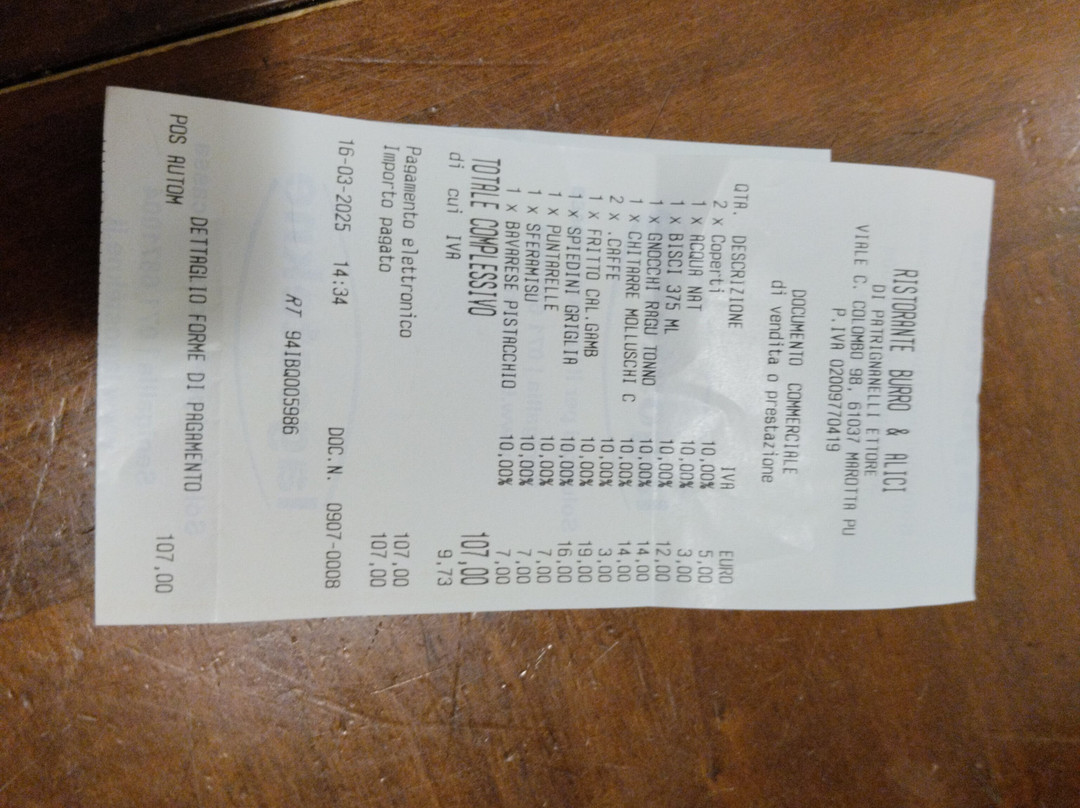 RISTORANTE BURRO & ALICI
DI PATRIGNANELLI ETTORE
VIALE C. COLOMBO 98, 61037 MAROTTA PU
P.IVA 02009770419
DOCUMENTO COMMERCIALE
di vendita o prestazione
QTA. DESCRIZIONE IVA EURO
2 x Coperti 10,00% 5,00
1 x ACQUA NAT 10,00% 3,00
1 x BISCI 375 ML 10,00% 12,00
1 x GNOCCHI RAGU TONNO 10,00% 14,00
1 x CHITARRE MOLLUSCHI C 10,00% 14,00
2 x .CAFFE 10,00% 3,00
1 x FRITTO CAL.GAMB 10,00% 19,00
1 x SPIEDINI GRIGLIA 10,00% 16,00
1 x PUNTARELLE 10,00% 7,00
1 x SFERAMISU 10,00% 7,00
1 x BAVARESE PISTACCHIO 10,00% 7,00
TOTALE COMPLESSIVO 107,00
di cui IVA 9,73
Pagamento elettronico 107,00
Importo pagato 107,00
16-03-2025 14:34 DOC.N. 0907-0008
RT 94IBQ005986
DETTAGLIO FORME DI PAGAMENTO
POS AUTOM 107,00